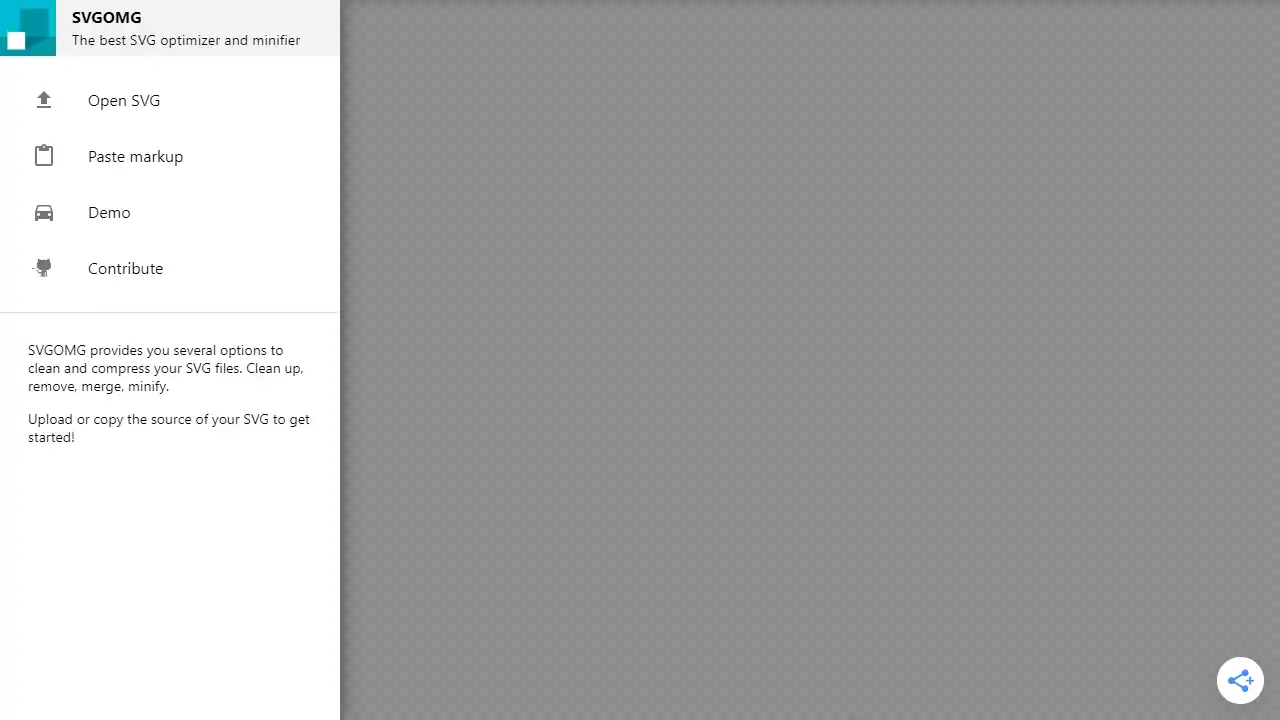 SVGOMG
The best SVG optimizer and minifier
Open SVG
Paste markup
Demo
Contribute
SVGOMG provides you several options to
clean and compress your SVG files. Clean up,
remove, merge, minify.
Upload or copy the source of your SVG to get
started!